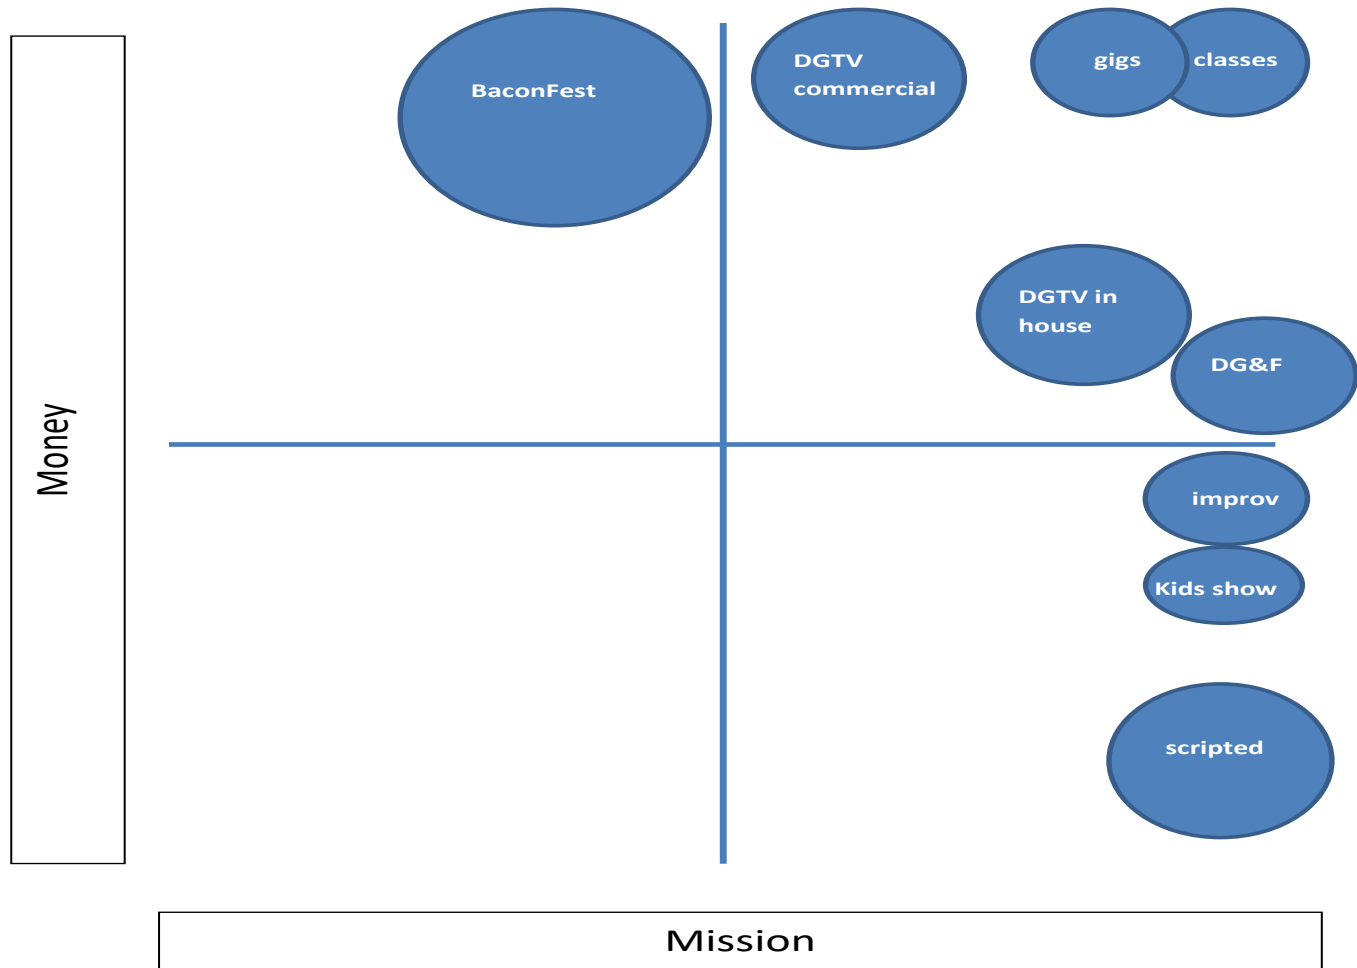 BaconFest
DGTV
commercial
gigs
classes
DGTV in
house
DG&F
Money
improv
Kids show
scripted
Mission